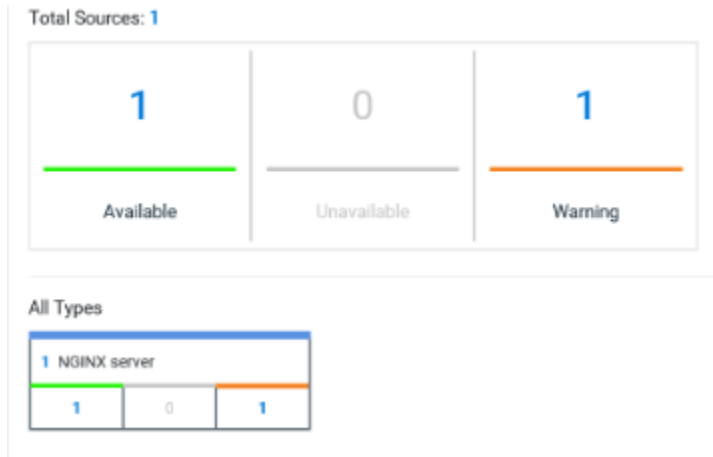 Total Sources: 1
1 0 1
Available Unavailable Warning
All Types
1 NGINX server
1 0 1